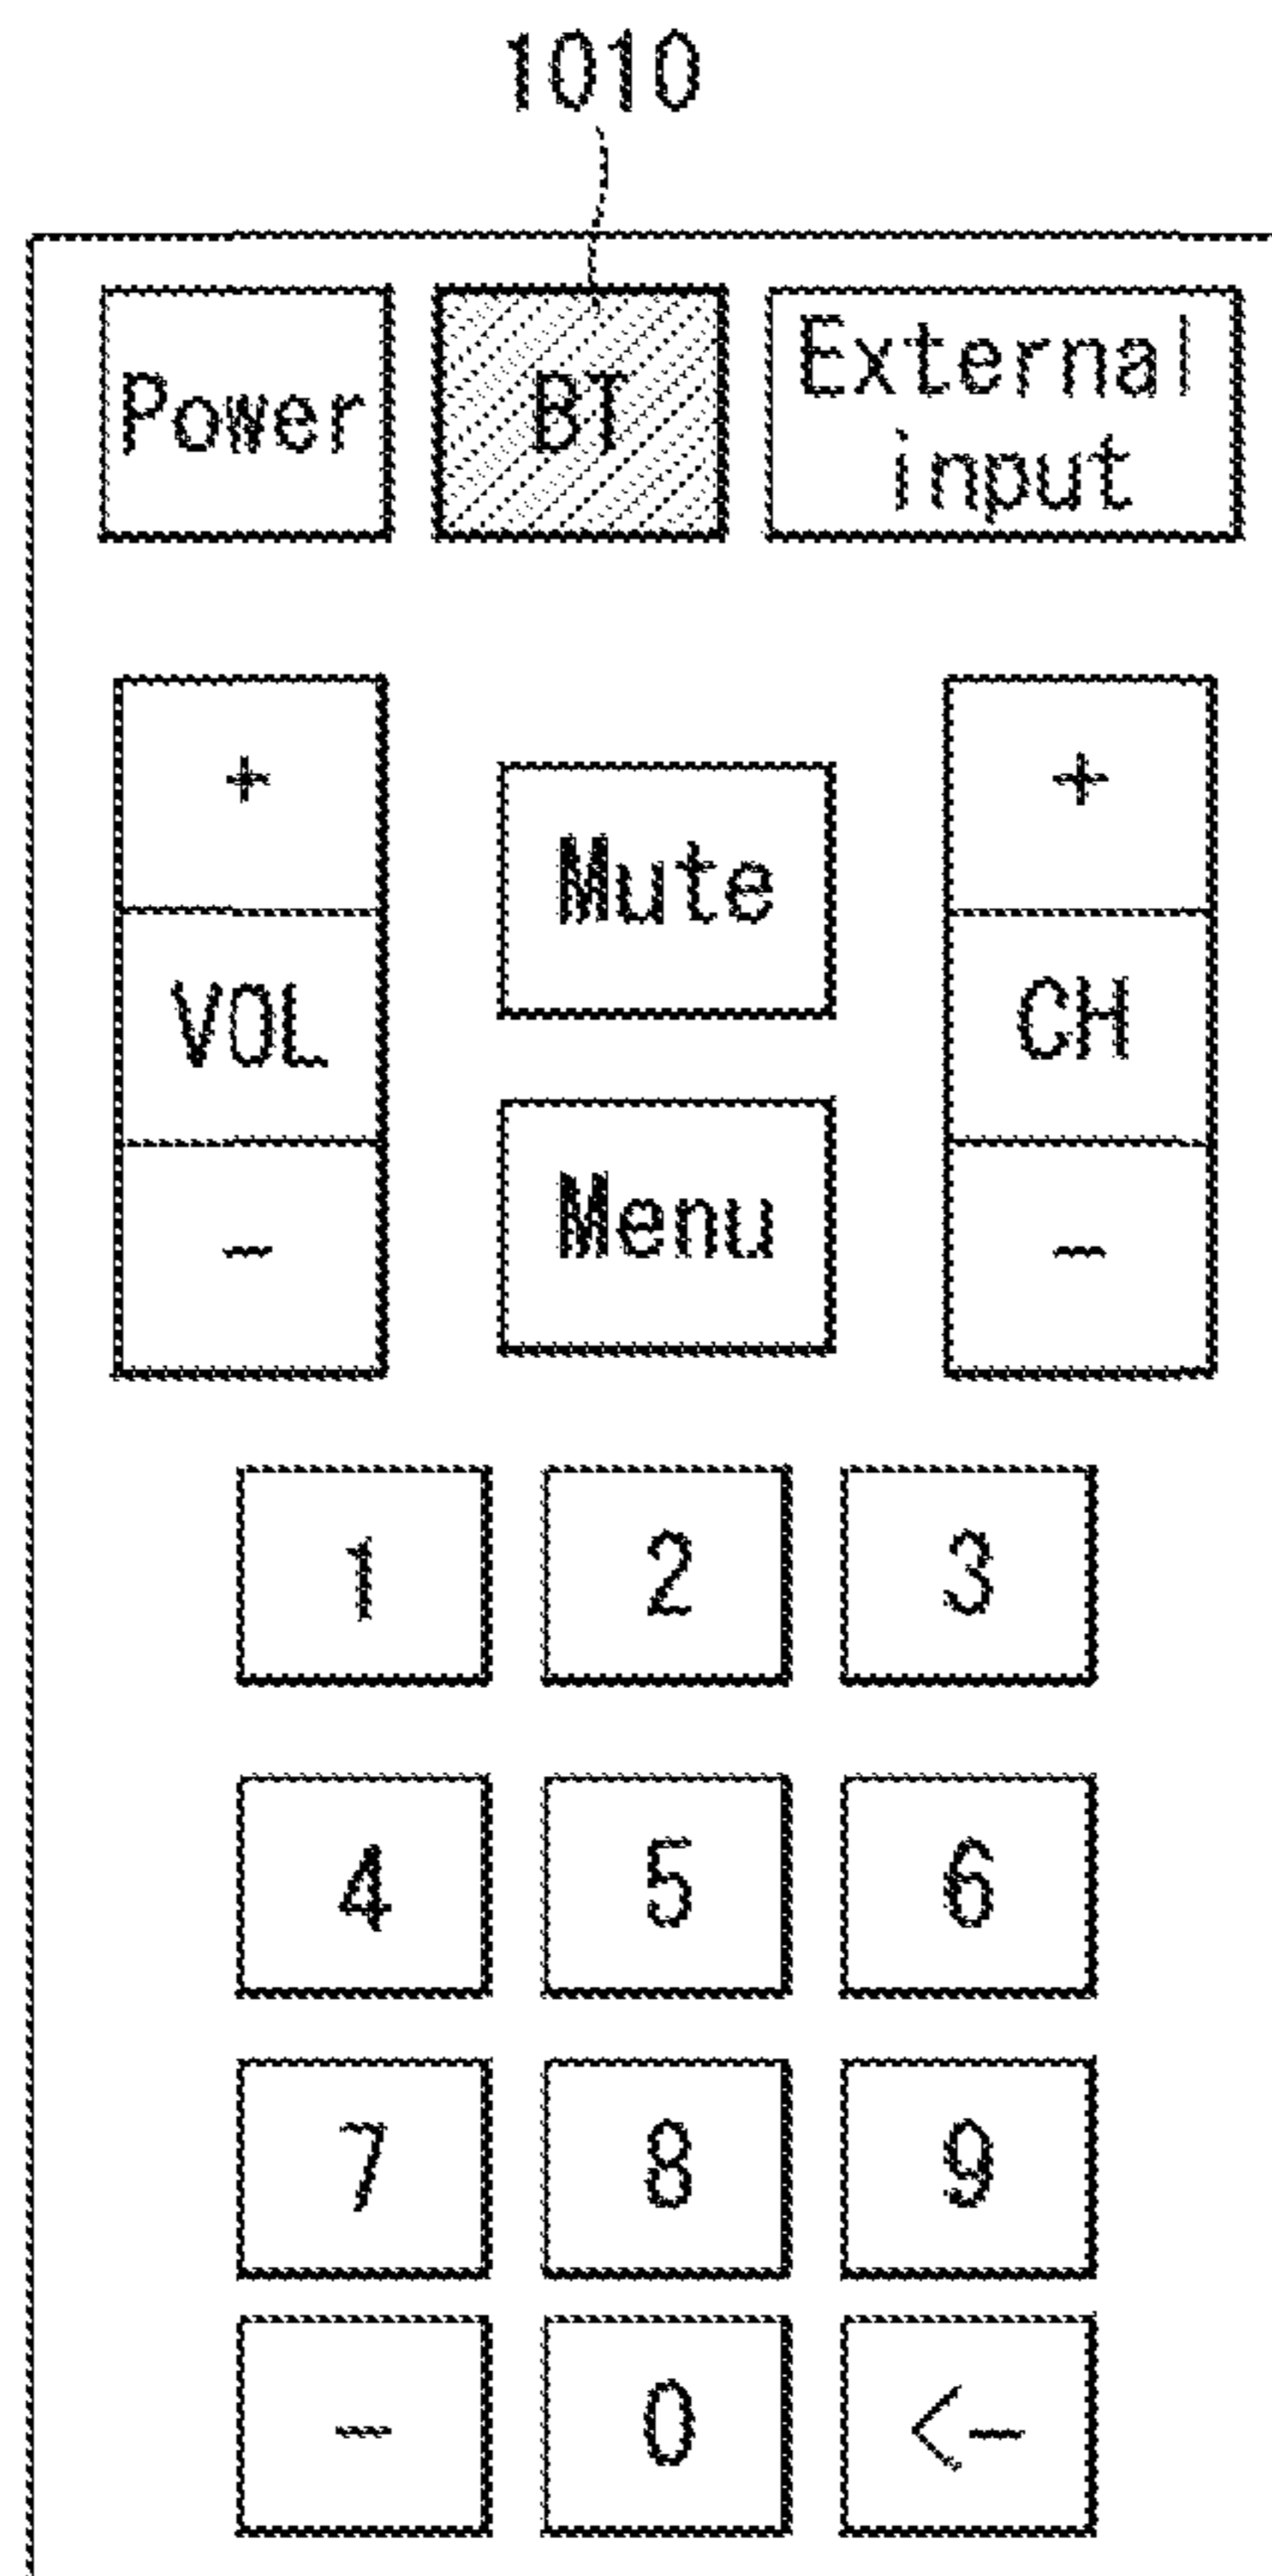 1010
Power BT External
input
+ Mute +
VOL CH
- Menu -
1 2 3
4 5 6
7 8 9
- 0 <-